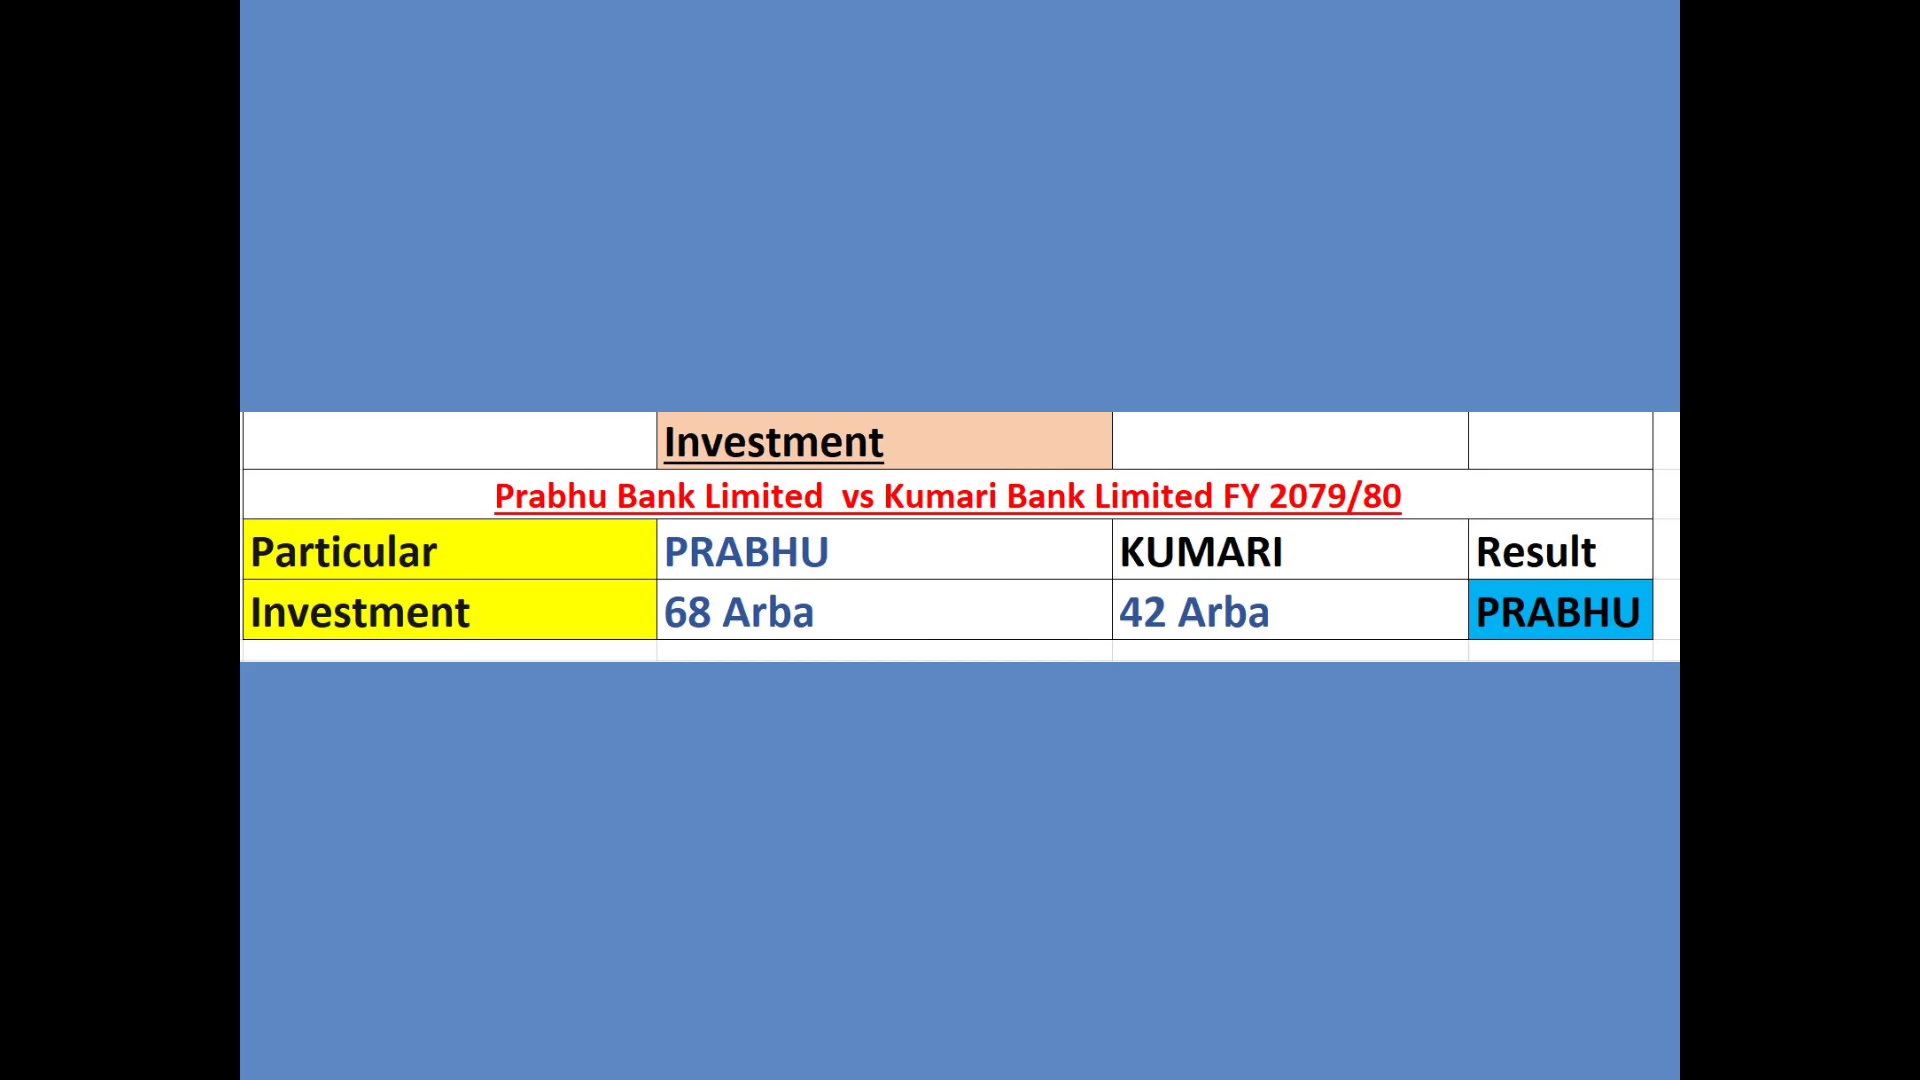 Investment
Prabhu Bank Limited  vs Kumari Bank Limited FY 2079/80
Particular PRABHU KUMARI Result
Investment 68 Arba 42 Arba PRABHU